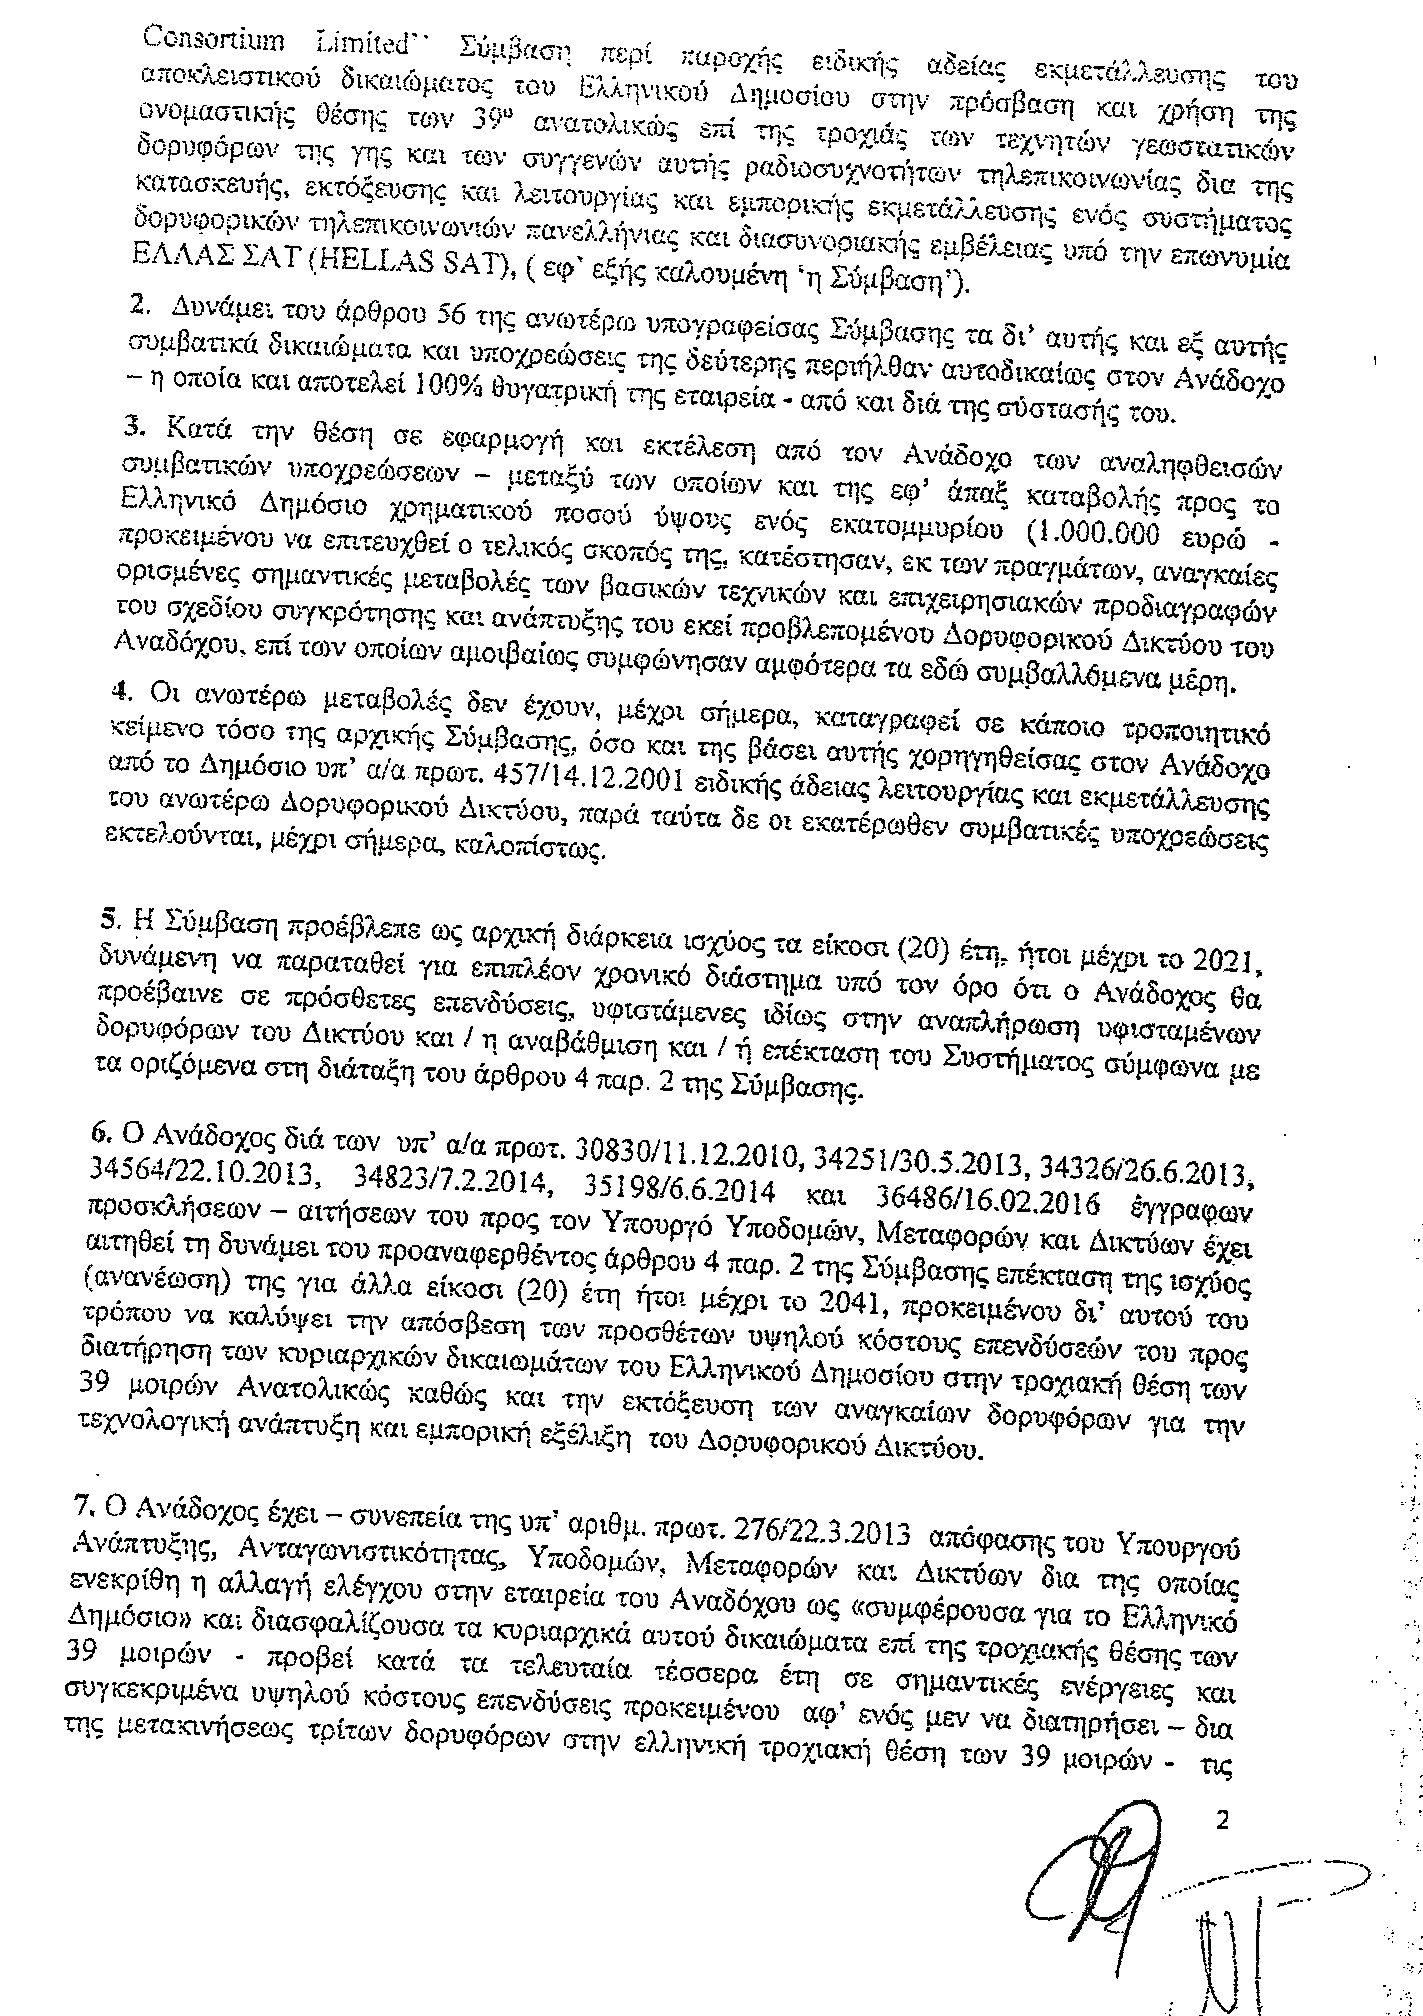 Consortium Limited'' Σύμβαση περί παροχής ειδικής αδείας εκμετάλλευσης του
αποκλειστικού δικαιώματος του Ελληνικού Δημοσίου στην πρόσβαση και χρήση της
ονομαστικής θέσης των 39º ανατολικώς επί της τροχιάς των τεχνητών γεωστατικών
δορυφόρων της γης και των συγγενών αυτής ραδιοσυχνοτήτων τηλεπικοινωνίας δια της
κατασκευής, εκτόξευσης και λειτουργίας και εμπορικής εκμετάλλευσης ενός συστήματος
δορυφορικών τηλεπικοινωνιών πανελλήνιας και διασυνοριακής εμβέλειας υπό την επωνυμία
ΕΛΛΑΣ ΣΑΤ (HELLAS SAT), ( εφ' εξής καλουμένη 'η Σύμβαση').
2. Δυνάμει του άρθρου 56 της ανωτέρω υπογραφείσας Σύμβασης τα δι' αυτής και εξ αυτής
συμβατικά δικαιώματα και υποχρεώσεις της δεύτερης περιήλθαν αυτοδικαίως στον Ανάδοχο
– η οποία και αποτελεί 100% θυγατρική της εταιρεία - από και διά της σύστασής του.
3. Κατά την θέση σε εφαρμογή και εκτέλεση από τον Ανάδοχο των αναληφθεισών
συμβατικών υποχρεώσεων – μεταξύ των οποίων και της εφ' άπαξ καταβολής προς το
Ελληνικό Δημόσιο χρηματικού ποσού ύψους ενός εκατομμυρίου (1.000.000 ευρώ -
προκειμένου να επιτευχθεί ο τελικός σκοπός της, κατέστησαν, εκ των πραγμάτων, αναγκαίες
ορισμένες σημαντικές μεταβολές των βασικών τεχνικών και επιχειρησιακών προδιαγραφών
του σχεδίου συγκρότησης και ανάπτυξης του εκεί προβλεπομένου Δορυφορικού Δικτύου του
Αναδόχου, επί των οποίων αμοιβαίως συμφώνησαν αμφότερα τα εδώ συμβαλλόμενα μέρη.
4. Οι ανωτέρω μεταβολές δεν έχουν, μέχρι σήμερα, καταγραφεί σε κάποιο τροποιητικό
κείμενο τόσο της αρχικής Σύμβασης, όσο και της βάσει αυτής χορηγηθείσας στον Ανάδοχο
από το Δημόσιο υπ' α/α πρωτ. 457/14.12.2001 ειδικής άδειας λειτουργίας και εκμετάλλευσης
του ανωτέρω Δορυφορικού Δικτύου, παρά ταύτα δε οι εκατέρωθεν συμβατικές υποχρεώσεις
εκτελούνται, μέχρι σήμερα, καλοπίστως.
5. Η Σύμβαση προέβλεπε ως αρχική διάρκεια ισχύος τα είκοσι (20) έτη, ήτοι μέχρι το 2021,
δυνάμενη να παραταθεί για επιπλέον χρονικό διάστημα υπό τον όρο ότι ο Ανάδοχος θα
προέβαινε σε πρόσθετες επενδύσεις, υφιστάμενες ιδίως στην αναπλήρωση υφισταμένων
δορυφόρων του Δικτύου και / η αναβάθμιση και / ή επέκταση του Συστήματος σύμφωνα με
τα οριζόμενα στη διάταξη του άρθρου 4 παρ. 2 της Σύμβασης.
6. Ο Ανάδοχος διά των υπ' α/α πρωτ. 30830/11.12.2010, 34251/30.5.2013, 34326/26.6.2013,
34564/22.10.2013, 34823/7.2.2014, 35198/6.6.2014 και 36486/16.02.2016 έγγραφων
προσκλήσεων – αιτήσεων του προς τον Υπουργό Υποδομών, Μεταφορών και Δικτύων έχει
αιτηθεί τη δυνάμει του προαναφερθέντος άρθρου 4 παρ. 2 της Σύμβασης επέκταση της ισχύος
(ανανέωση) της για άλλα είκοσι (20) έτη ήτοι μέχρι το 2041, προκειμένου δι' αυτού του
τρόπου να καλύψει την απόσβεση των προσθέτων υψηλού κόστους επενδύσεών του προς
διατήρηση των κυριαρχικών δικαιωμάτων του Ελληνικού Δημοσίου στην τροχιακή θέση των
39 μοιρών Ανατολικώς καθώς και την εκτόξευση των αναγκαίων δορυφόρων για την
τεχνολογική ανάπτυξη και εμπορική εξέλιξη του Δορυφορικού Δικτύου.
7. Ο Ανάδοχος έχει – συνεπεία της υπ' αριθμ. πρωτ. 276/22.3.2013 απόφασης του Υπουργού
Ανάπτυξης, Ανταγωνιστικότητας, Υποδομών, Μεταφορών και Δικτύων δια της οποίας
ενεκρίθη η αλλαγή ελέγχου στην εταιρεία του Αναδόχου ως «συμφέρουσα για το Ελληνικό
Δημόσιο» και διασφαλίζουσα τα κυριαρχικά αυτού δικαιώματα επί της τροχιακής θέσης των
39 μοιρών - προβεί κατά τα τελευταία τέσσερα έτη σε σημαντικές ενέργειες και
συγκεκριμένα υψηλού κόστους επενδύσεις προκειμένου αφ' ενός μεν να διατηρήσει – δια
της μετακινήσεως τρίτων δορυφόρων στην ελληνική τροχιακή θέση των 39 μοιρών - τις
2